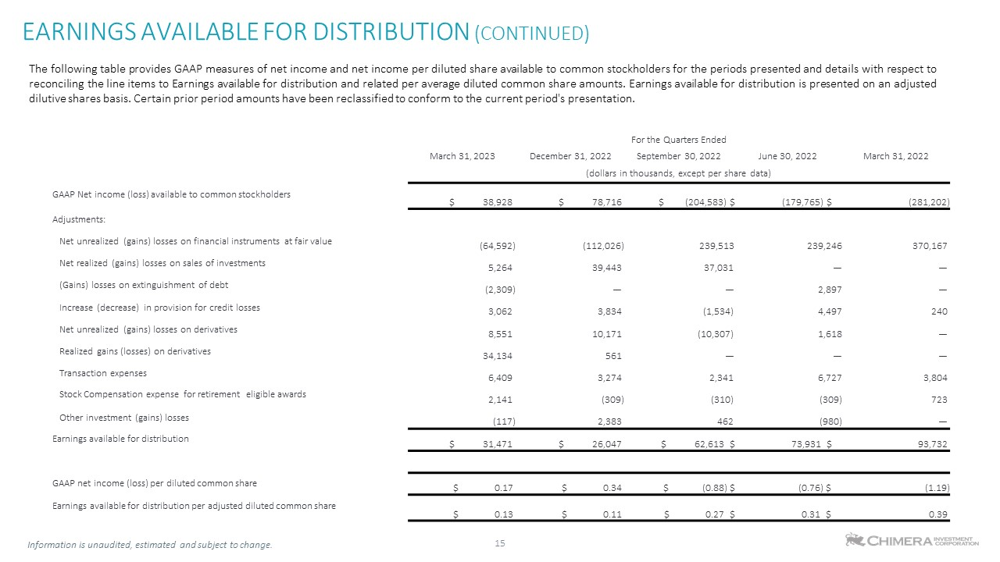 EARNINGS AVAILABLE FOR DISTRIBUTION (CONTINUED)
The following table provides GAAP measures of net income and net income per diluted share available to common stockholders for the periods presented and details with respect to
reconciling the line items to Earnings available for distribution and related per average diluted common share amounts. Earnings available for distribution is presented on an adjusted
dilutive shares basis. Certain prior period amounts have been reclassified to conform to the current period's presentation.
For the Quarters Ended
March 31, 2023 December 31, 2022 September 30, 2022 June 30, 2022 March 31, 2022
(dollars in thousands, except per share data)
GAAP Net income (loss) available to common stockholders $ 38,928 $ 78,716 $ (204,583) $ (179,765) $ (281,202)
Adjustments:
Net unrealized (gains) losses on financial instruments at fair value (64,592) (112,026) 239,513 239,246 370,167
Net realized (gains) losses on sales of investments 5,264 39,443 37,031 — —
(Gains) losses on extinguishment of debt (2,309) — — 2,897 —
Increase (decrease) in provision for credit losses 3,062 3,834 (1,534) 4,497 240
Net unrealized (gains) losses on derivatives 8,551 10,171 (10,307) 1,618 —
Realized gains (losses) on derivatives 34,134 561 — — —
Transaction expenses 6,409 3,274 2,341 6,727 3,804
Stock Compensation expense for retirement eligible awards 2,141 (309) (310) (309) 723
Other investment (gains) losses (117) 2,383 462 (980) —
Earnings available for distribution $ 31,471 $ 26,047 $ 62,613 $ 73,931 $ 93,732
GAAP net income (loss) per diluted common share $ 0.17 $ 0.34 $ (0.88) $ (0.76) $ (1.19)
Earnings available for distribution per adjusted diluted common share $ 0.13 $ 0.11 $ 0.27 $ 0.31 $ 0.39
Information is unaudited, estimated and subject to change.
15
CHIMERA INVESTMENT CORPORATION